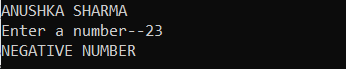 ANUSHKA SHARMA
Enter a number--23
NEGATIVE NUMBER